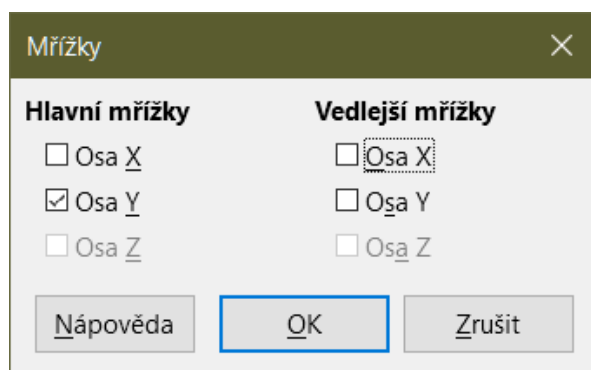 Mřížky
Hlavní mřížky Vedlejší mřížky
Osa X Osa X
Osa Y Osa Y
Osa Z Osa Z
Nápověda OK Zrušit